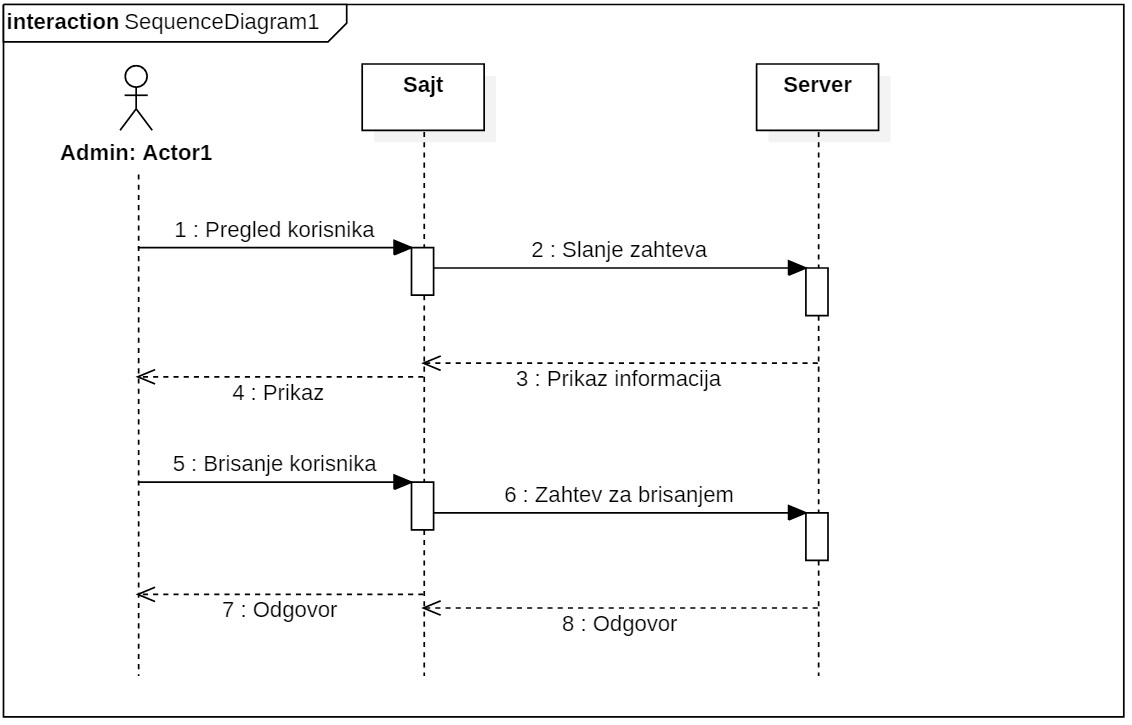 interaction SequenceDiagram1
Sajt
Server
Admin: Actor1
1 : Pregled korisnika
2 : Slanje zahteva
3 : Prikaz informacija
4 : Prikaz
5 : Brisanje korisnika
6 : Zahtev za brisanjem
7 : Odgovor
8 : Odgovor